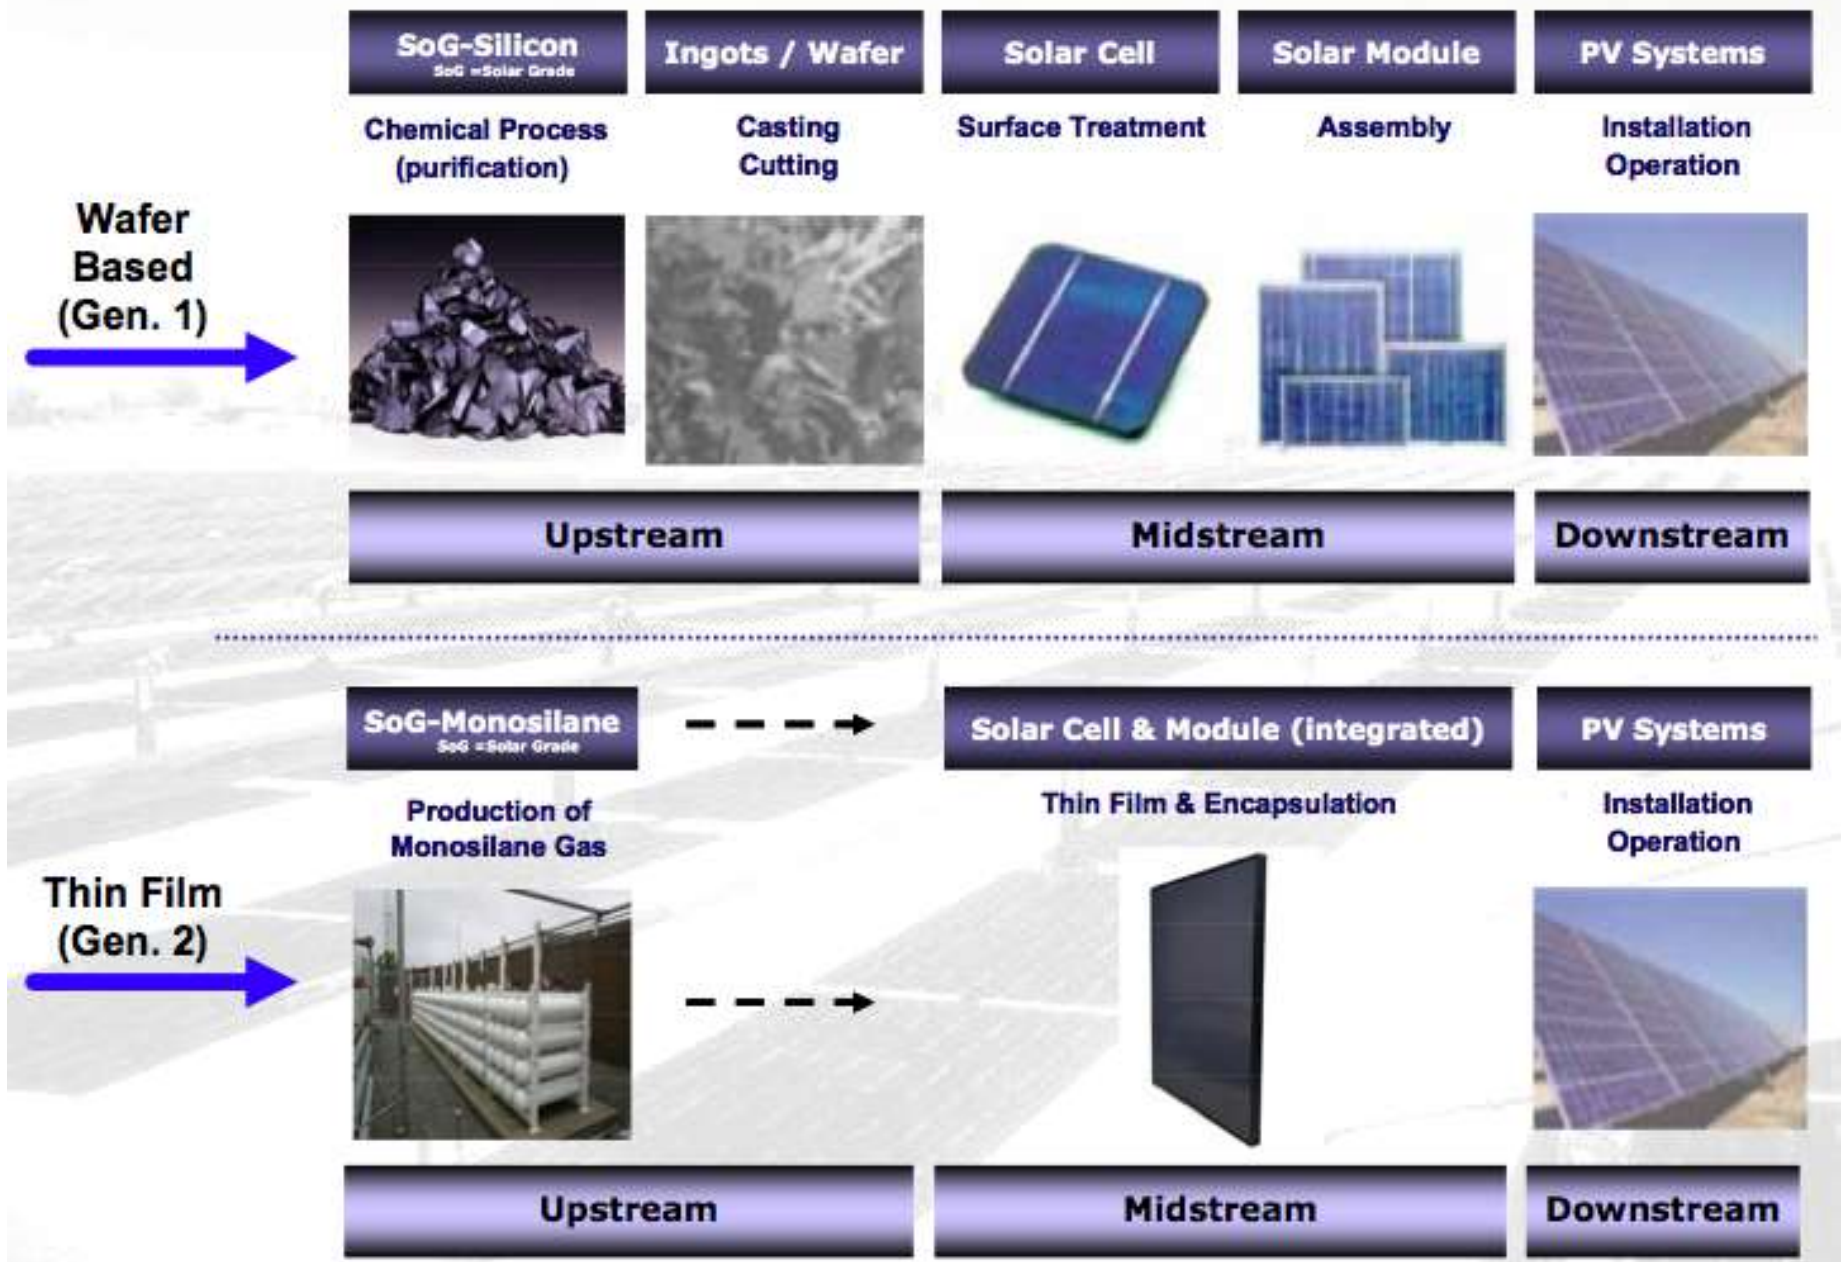 SoG-Silicon
SoG =Solar Grade
Ingots / Wafer
Solar Cell
Solar Module
PV Systems
Chemical Process
(purification)
Casting
Cutting
Surface Treatment
Assembly
Installation
Operation
Wafer
Based
(Gen. 1)
Upstream
Midstream
Downstream
SoG-Monosilane
SoG =Solar Grade
Solar Cell & Module (integrated)
PV Systems
Production of
Monosilane Gas
Thin Film & Encapsulation
Installation
Operation
Thin Film
(Gen. 2)
Upstream
Midstream
Downstream